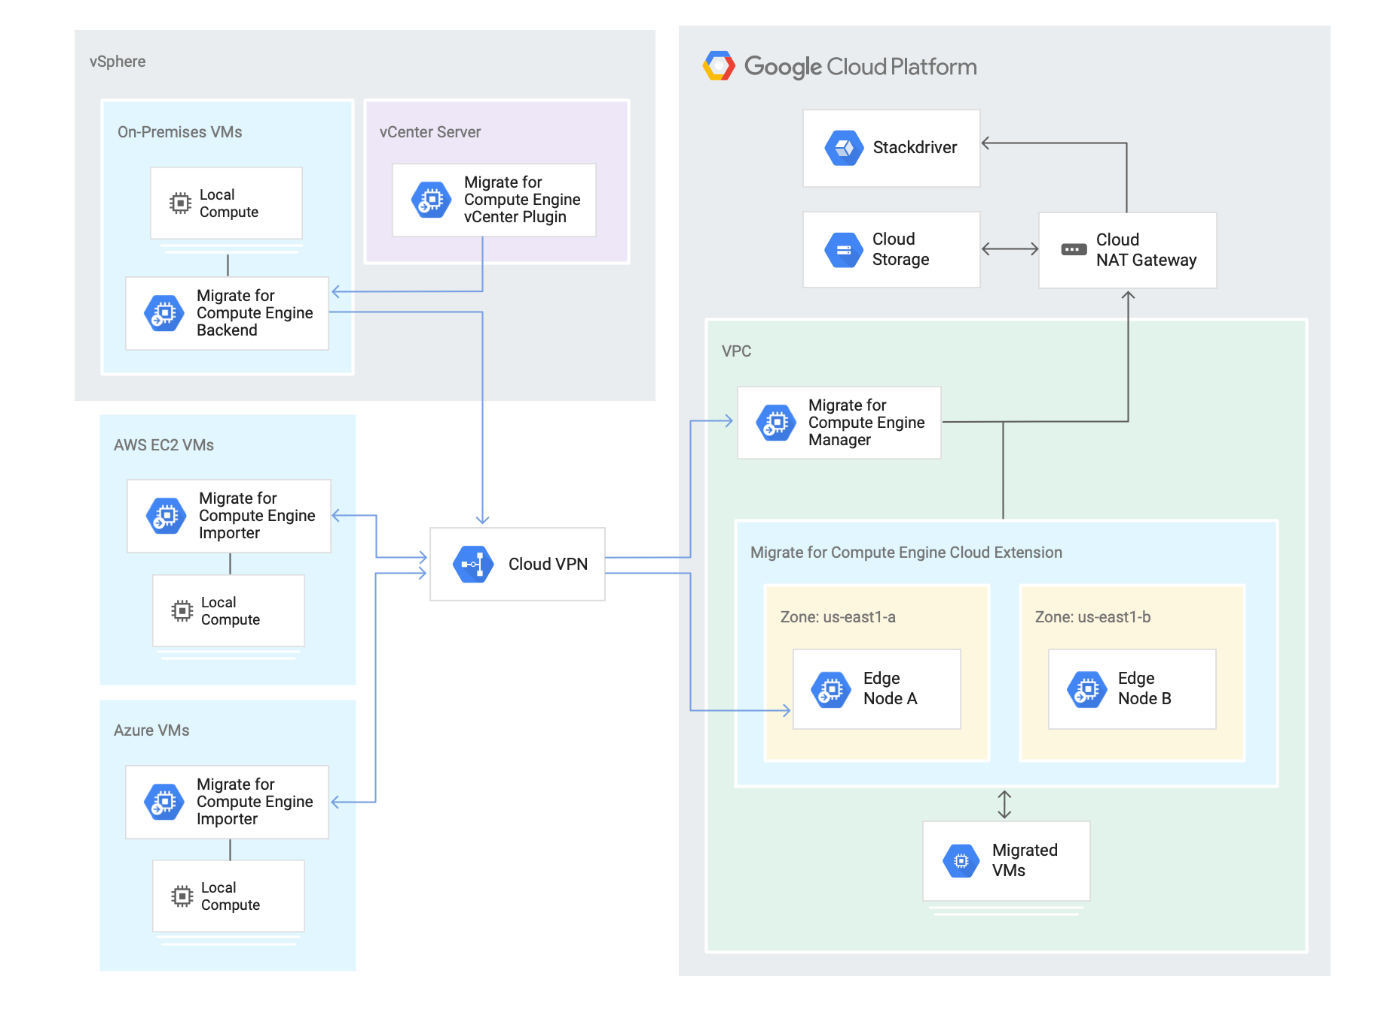 vSphere
On-Premises VMs
Local
Compute
Migrate for
Compute Engine
Backend
vCenter Server
Migrate for
Compute Engine
vCenter Plugin
AWS EC2 VMs
Migrate for
Compute Engine
Importer
Local
Compute
Azure VMs
Migrate for
Compute Engine
Importer
Local
Compute
Cloud VPN
Google Cloud Platform
Stackdriver
Cloud
Storage
Cloud
NAT Gateway
VPC
Migrate for
Compute Engine
Manager
Migrate for Compute Engine Cloud Extension
Zone: us-east1-a
Edge
Node A
Zone: us-east1-b
Edge
Node B
Migrated
VMs